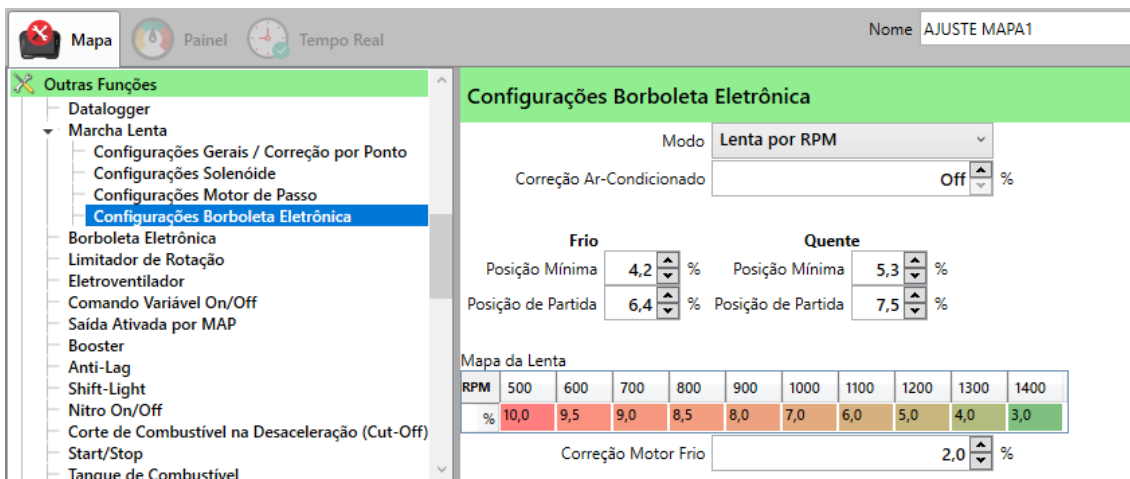 Mapa Painel Tempo Real Nome AJUSTE MAPA1
Outras Funções
Datalogger
Marcha Lenta
Configurações Gerais / Correção por Ponto
Configurações Solenóide
Configurações Motor de Passo
Configurações Borboleta Eletrônica
Borboleta Eletrônica
Limitador de Rotação
Eletroventilador
Comando Variável On/Off
Saída Ativada por MAP
Booster
Anti-Lag
Shift-Light
Nitro On/Off
Corte de Combustível na Desaceleração (Cut-Off)
Start/Stop
Tanque de Combustível
Configurações Borboleta Eletrônica
Modo Lenta por RPM
Correção Ar-Condicionado Off %
Frio Quente
Posição Mínima 4,2 % Posição Mínima 5,3 %
Posição de Partida 6,4 % Posição de Partida 7,5 %
Mapa da Lenta
RPM 500 600 700 800 900 1000 1100 1200 1300 1400
% 10,0 9,5 9,0 8,5 8,0 7,0 6,0 5,0 4,0 3,0
Correção Motor Frio 2,0 %